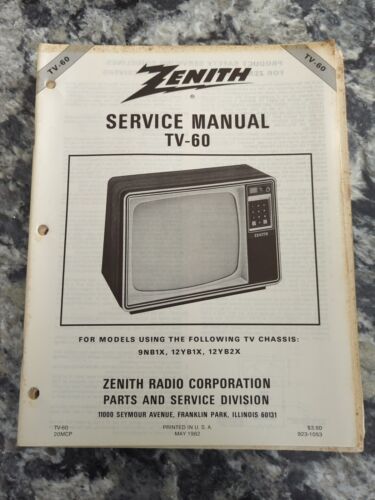 TV-60
TV-60
ZENITH
SERVICE MANUAL
TV-60
ZENITH
FOR MODELS USING THE FOLLOWING TV CHASSIS:
9NB1X, 12YB1X, 12YB2X
ZENITH RADIO CORPORATION
PARTS AND SERVICE DIVISION
11000 SEYMOUR AVENUE, FRANKLIN PARK, ILLINOIS 60131
TV-60
20MCP
PRINTED IN U.S.A.
MAY 1982
$3.60
923-1053